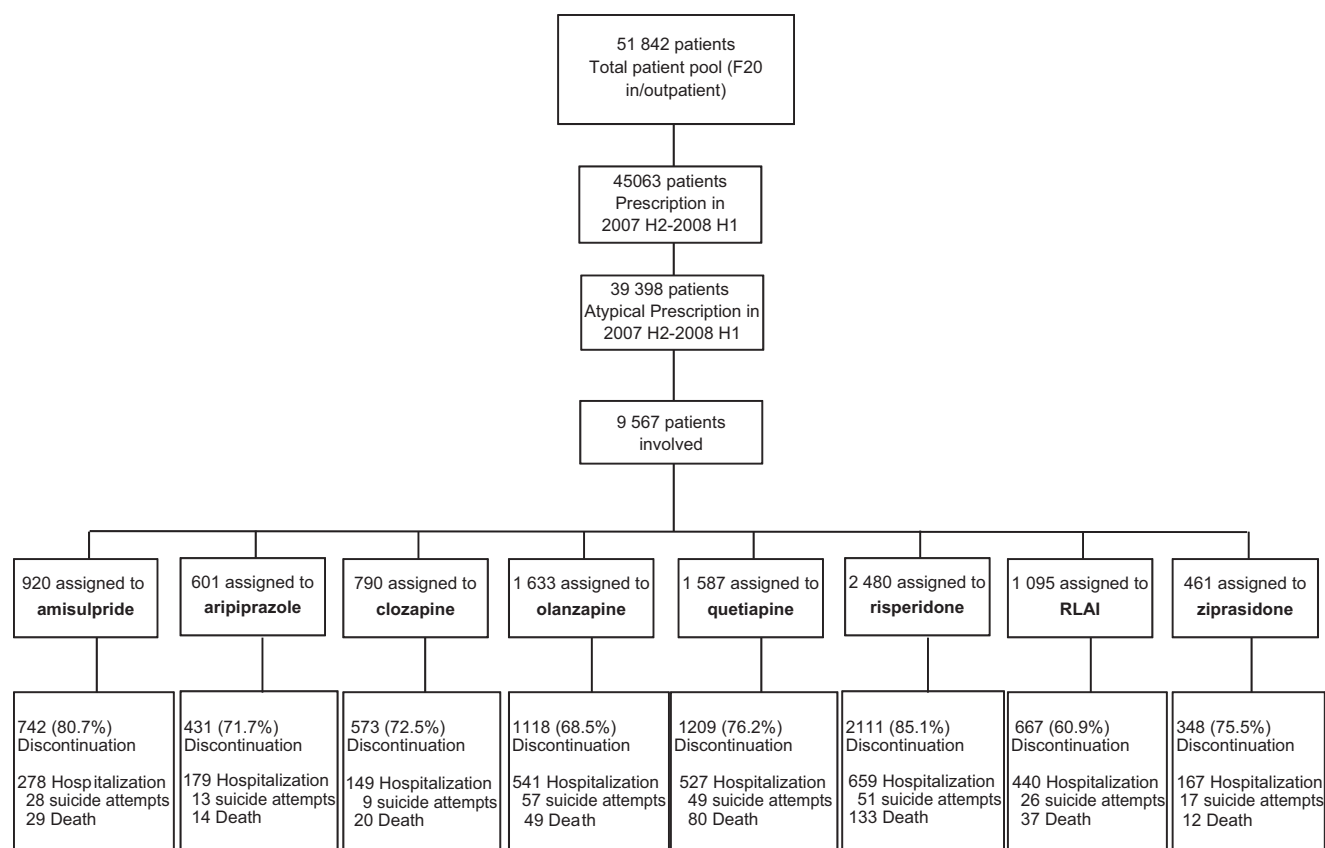 51 842 patients
Total patient pool (F20
in/outpatient)
45063 patients
Prescription in
2007 H2-2008 H1
39 398 patients
Atypical Prescription in
2007 H2-2008 H1
9 567 patients
involved
920 assigned to
amisulpride
601 assigned to
aripiprazole
790 assigned to
clozapine
1 633 assigned to
olanzapine
1 587 assigned to
quetiapine
2 480 assigned to
risperidone
1 095 assigned to
RLAI
461 assigned to
ziprasidone
742 (80.7%)
Discontinuation
278 Hospitalization
28 suicide attempts
29 Death
431 (71.7%)
Discontinuation
179 Hospitalization
13 suicide attempts
14 Death
573 (72.5%)
Discontinuation
149 Hospitalization
9 suicide attempts
20 Death
1118 (68.5%)
Discontinuation
541 Hospitalization
57 suicide attempts
49 Death
1209 (76.2%)
Discontinuation
527 Hospitalization
49 suicide attempts
80 Death
2111 (85.1%)
Discontinuation
659 Hospitalization
51 suicide attempts
133 Death
667 (60.9%)
Discontinuation
440 Hospitalization
26 suicide attempts
37 Death
348 (75.5%)
Discontinuation
167 Hospitalization
17 suicide attempts
12 Death